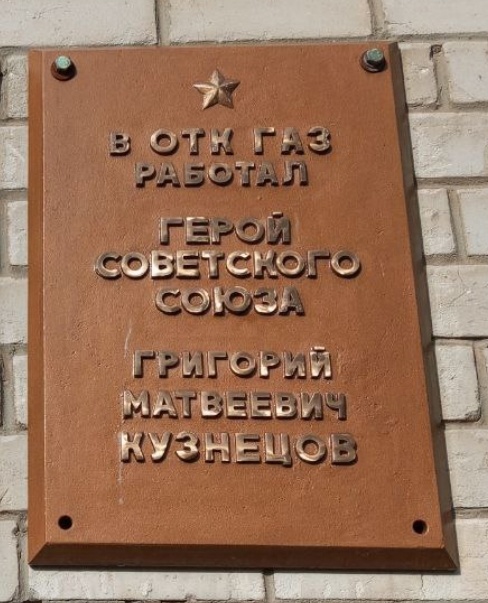 В ОТК ГАЗ
РАБОТАЛ
ГЕРОЙ
СОВЕТСКОГО
СОЮЗА
ГРИГОРИЙ
МАТВЕЕВИЧ
КУЗНЕЦОВ